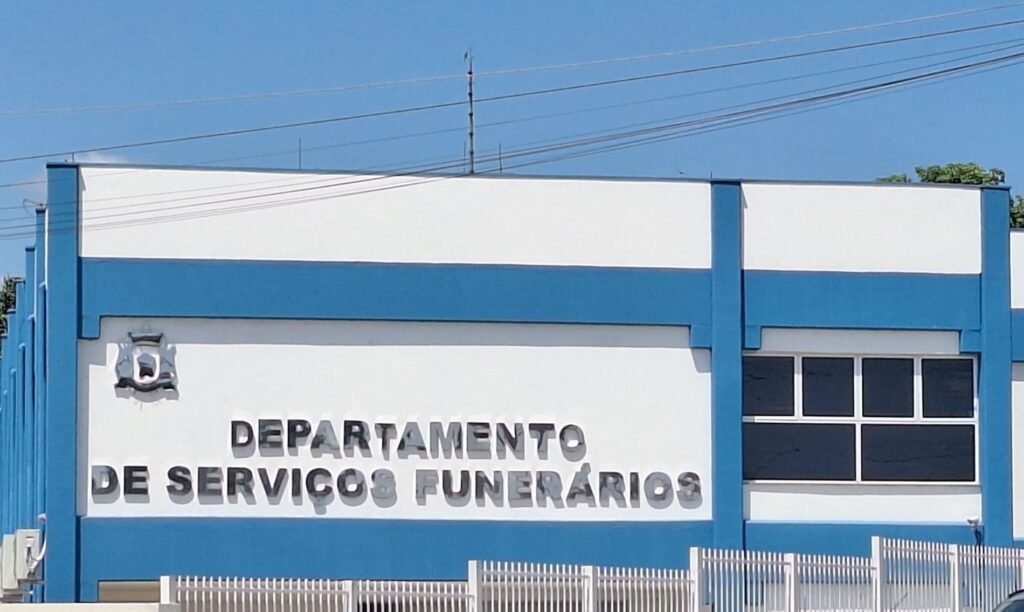 DEPARTAMENTO
DE SERVIÇOS FUNERÁRIOS